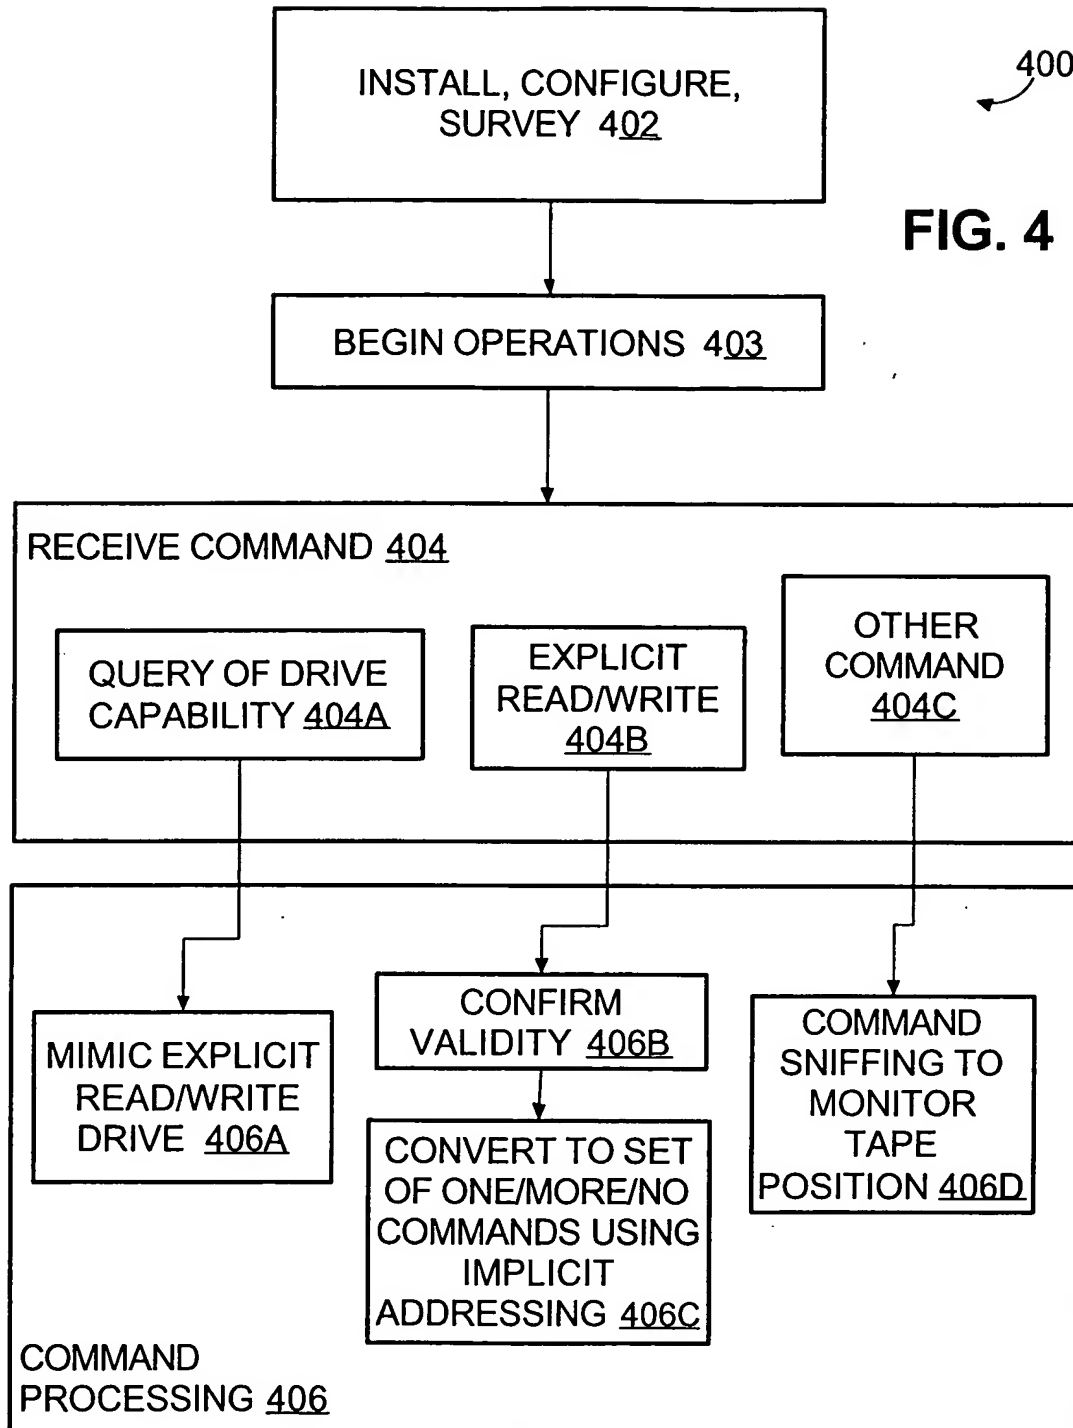 INSTALL, CONFIGURE,
SURVEY 402
400
FIG. 4
BEGIN OPERATIONS 403
RECEIVE COMMAND 404
QUERY OF DRIVE
CAPABILITY 404A
EXPLICIT
READ/WRITE
404B
OTHER
COMMAND
404C
MIMIC EXPLICIT
READ/WRITE
DRIVE 406A
CONFIRM
VALIDITY 406B
CONVERT TO SET
OF ONE/MORE/NO
COMMANDS USING
IMPLICIT
ADDRESSING 406C
COMMAND
SNIFFING TO
MONITOR
TAPE
POSITION 406D
COMMAND
PROCESSING 406